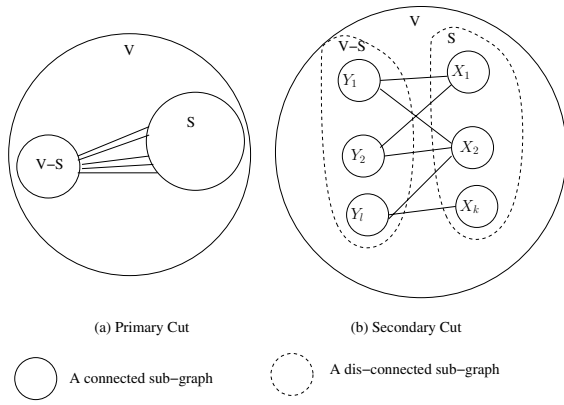 V
S
V−S
V
V−S
S
Y₁
X₁
Y₂
X₂
Yₗ
Xₖ
(a) Primary Cut
(b) Secondary Cut
A connected sub−graph
A dis−connected sub−graph